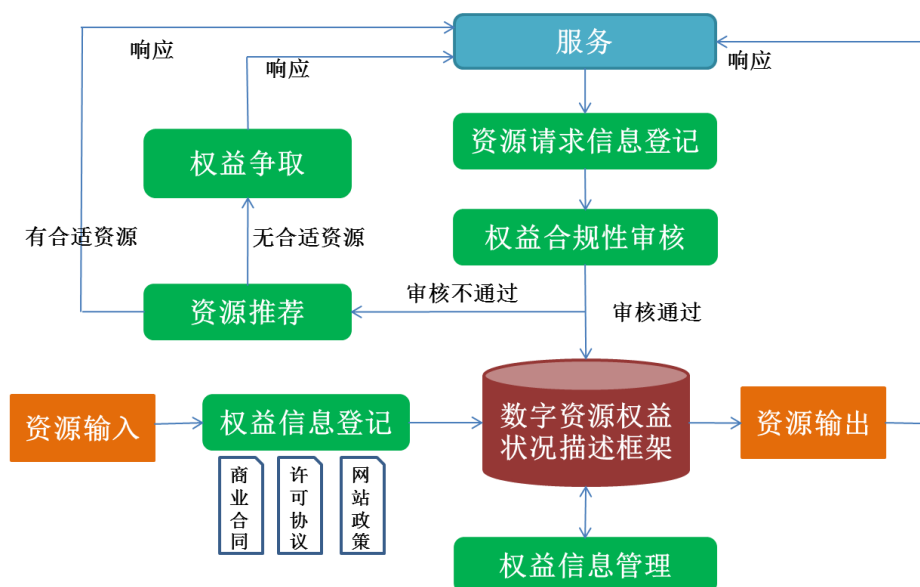 服务
响应
响应
响应
资源请求信息登记
权益争取
权益合规性审核
有合适资源
无合适资源
审核不通过
审核通过
资源推荐
资源输入
权益信息登记
数字资源权益
状况描述框架
资源输出
商业合同
许可协议
网站政策
权益信息管理